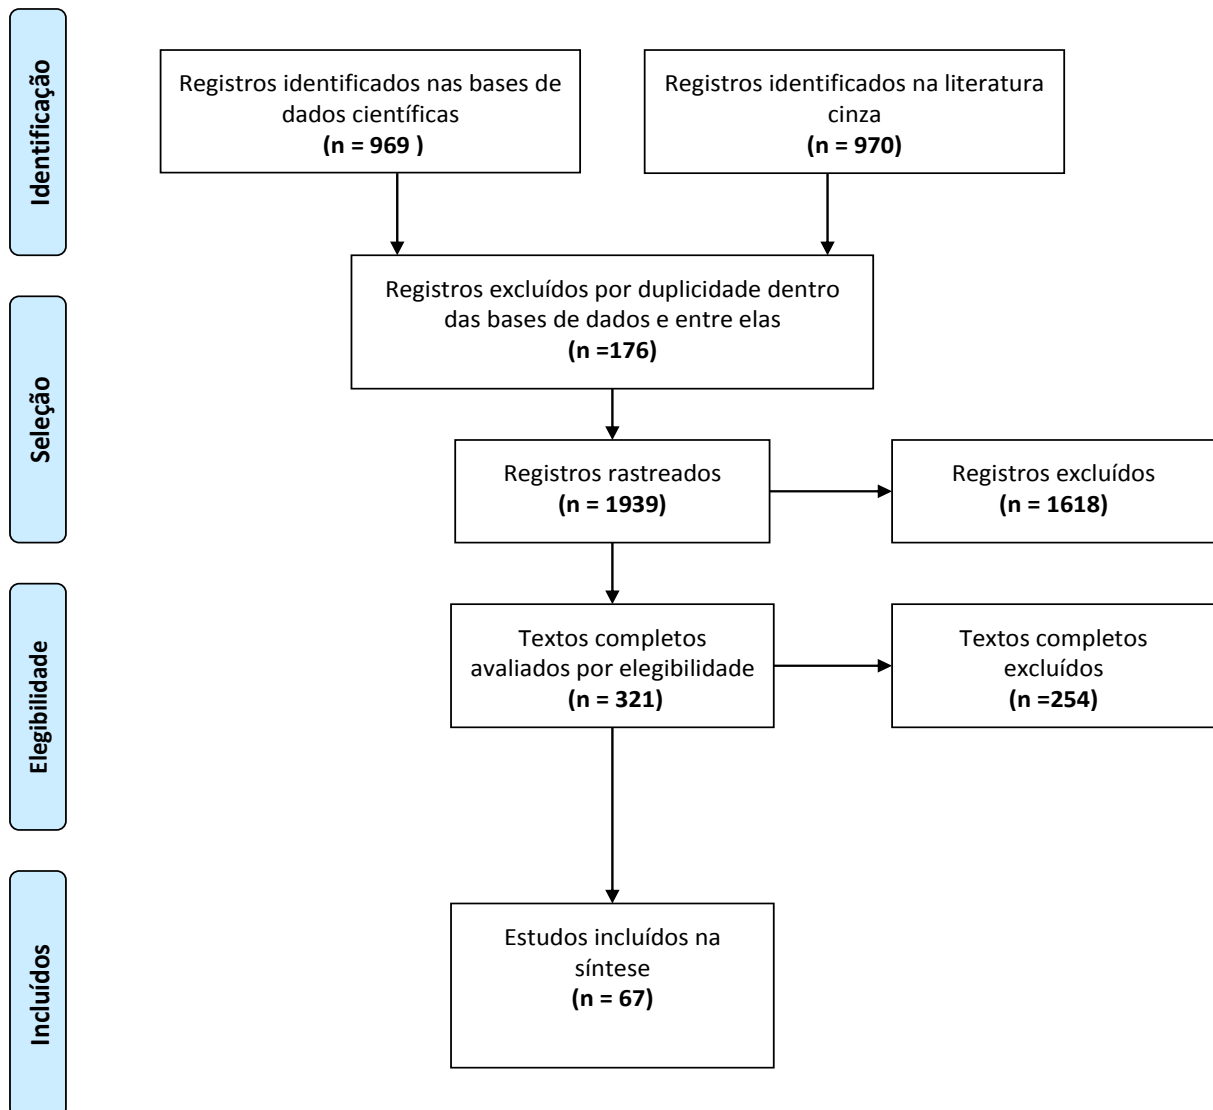 Identificação
Registros identificados nas bases de
dados científicas
(n = 969 )
Registros identificados na literatura
cinza
(n = 970)
Seleção
Registros excluídos por duplicidade dentro
das bases de dados e entre elas
(n =176)
Registros rastreados
(n = 1939)
Registros excluídos
(n = 1618)
Elegibilidade
Textos completos
avaliados por elegibilidade
(n = 321)
Textos completos
excluídos
(n =254)
Incluídos
Estudos incluídos na
síntese
(n = 67)